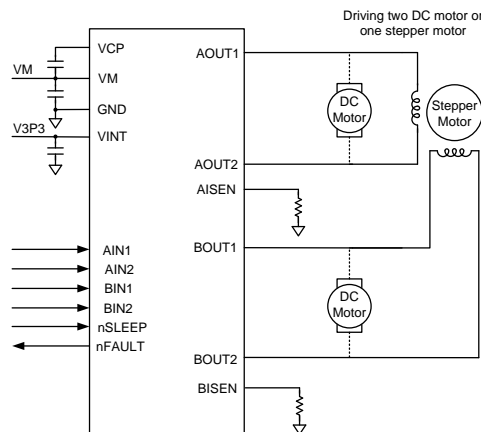 Driving two DC motor or
one stepper motor
VCP
VM
VM
GND
V3P3
VINT
AIN1
AIN2
BIN1
BIN2
nSLEEP
nFAULT
AOUT1
AOUT2
AISEN
BOUT1
BOUT2
BISEN
DC
Motor
Stepper
Motor
DC
Motor